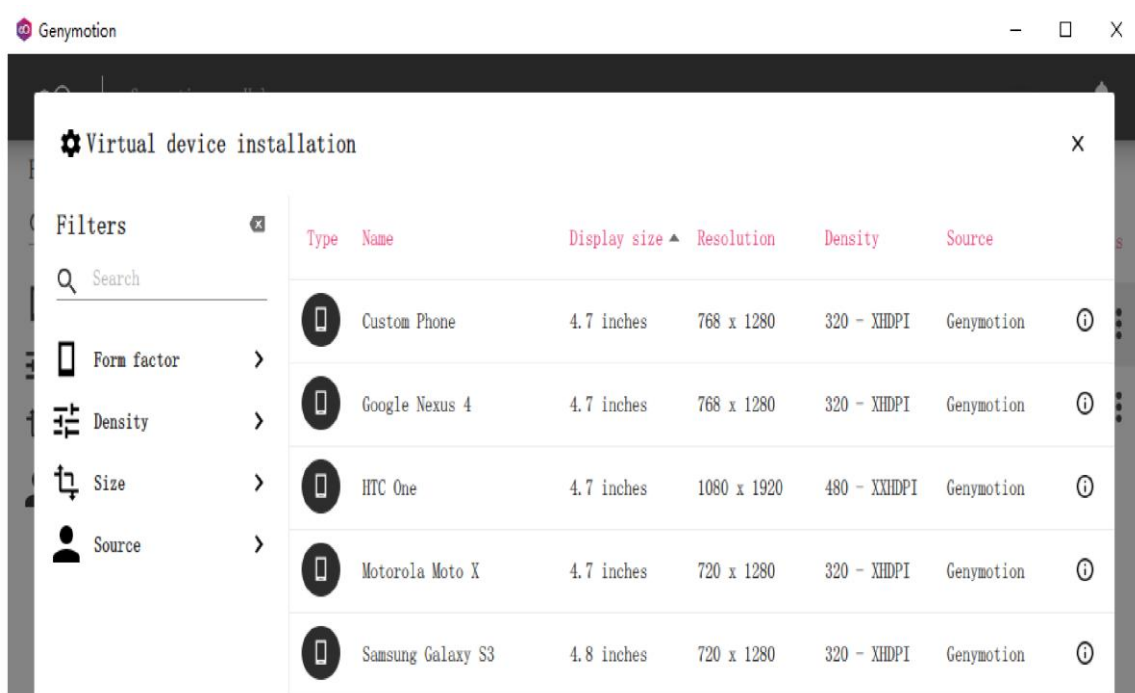 Genymotion
Virtual device installation
Filters
Search
Form factor
Density
Size
Source
Type Name Display size Resolution Density Source
Custom Phone 4.7 inches 768 x 1280 320 - XHDPI Genymotion
Google Nexus 4 4.7 inches 768 x 1280 320 - XHDPI Genymotion
HTC One 4.7 inches 1080 x 1920 480 - XXHDPI Genymotion
Motorola Moto X 4.7 inches 720 x 1280 320 - XHDPI Genymotion
Samsung Galaxy S3 4.8 inches 720 x 1280 320 - XHDPI Genymotion